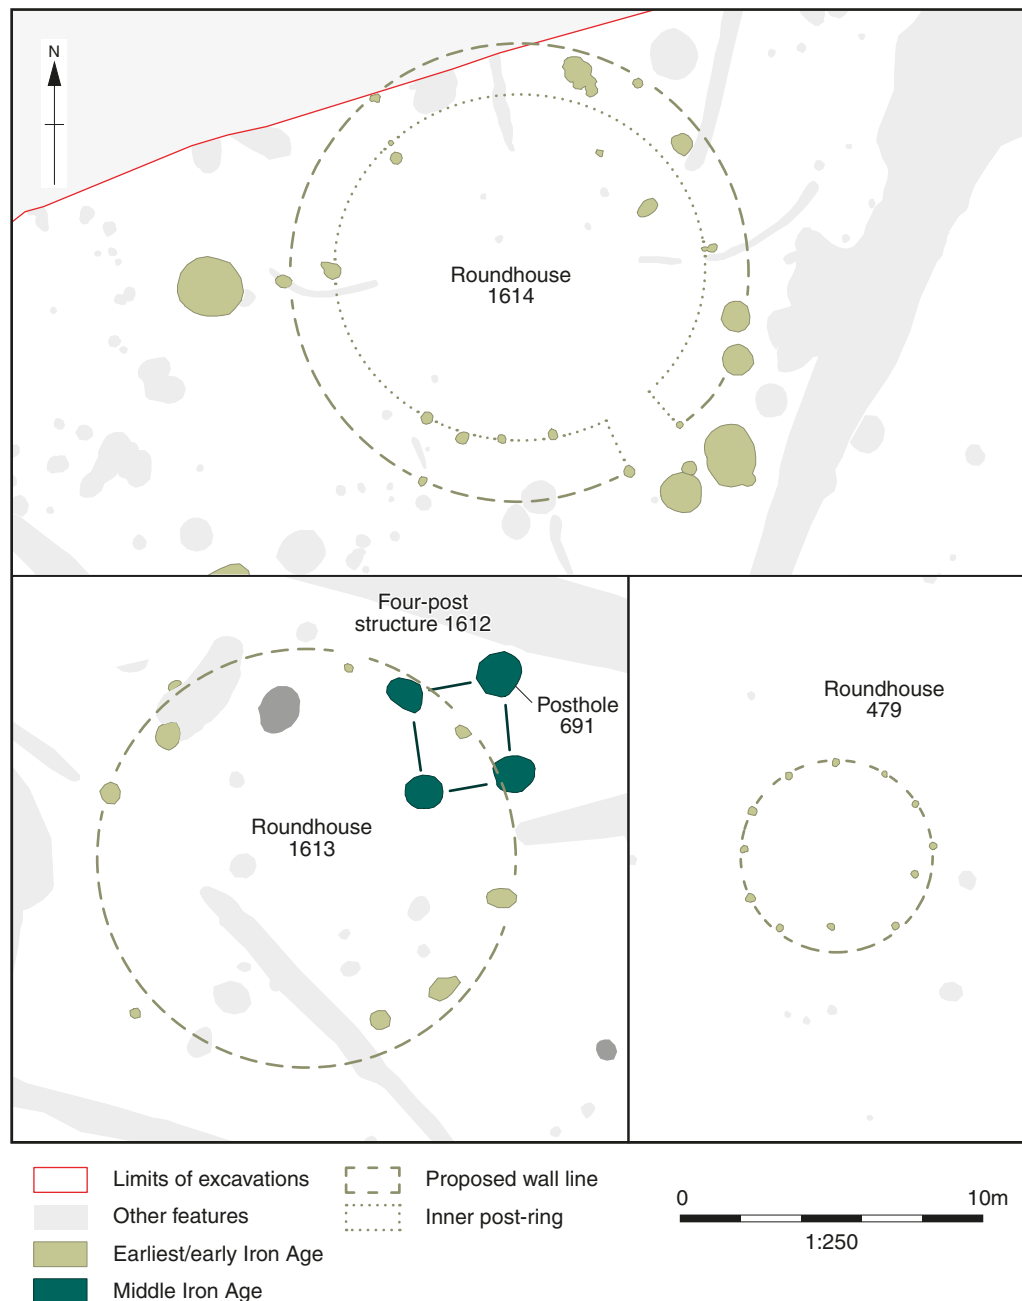 N
Roundhouse
1614
Four-post
structure 1612
Posthole
691
Roundhouse
1613
Roundhouse
479
Limits of excavations
Other features
Earliest/early Iron Age
Middle Iron Age
Proposed wall line
Inner post-ring
0 10m
1:250